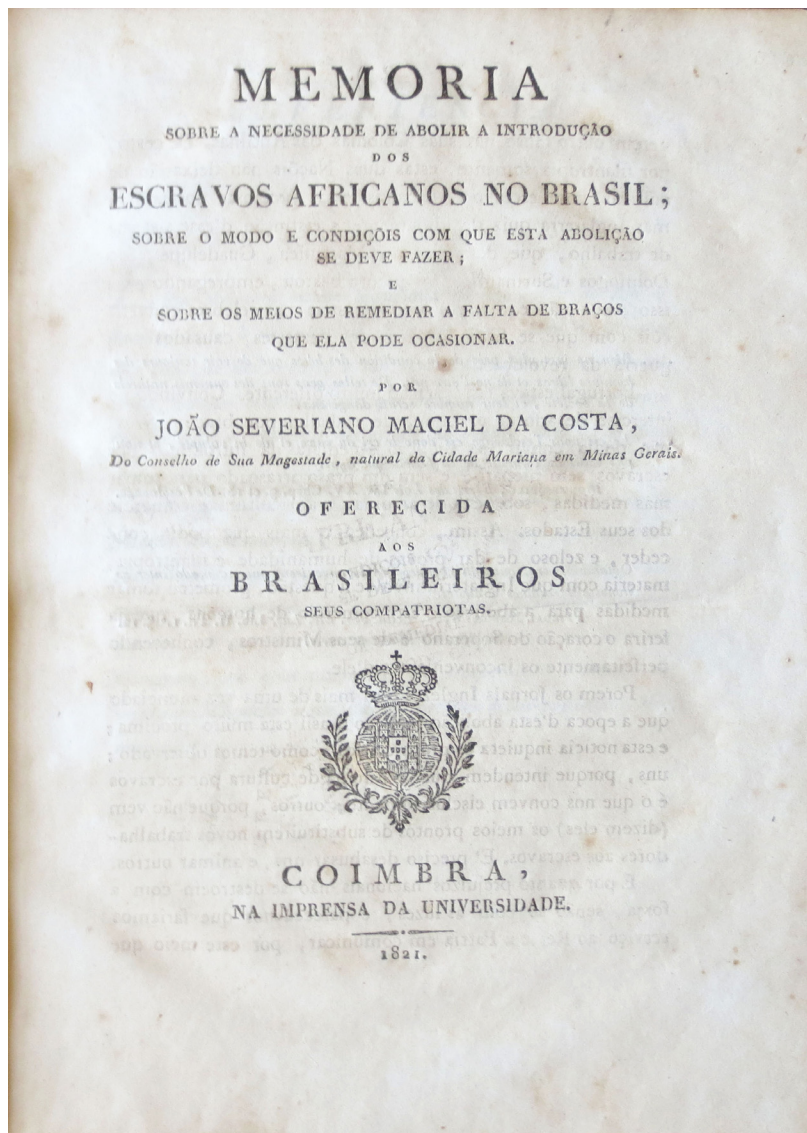 MEMORIA
SOBRE A NECESSIDADE DE ABOLIR A INTRODUÇÃO
DOS
ESCRAVOS AFRICANOS NO BRASIL;
SOBRE O MODO E CONDIÇÕIS COM QUE ESTA ABOLIÇÃO
SE DEVE FAZER;
E
SOBRE OS MEIOS DE REMEDIAR A FALTA DE BRAÇOS
QUE ELA PODE OCASIONAR.
POR
JOÃO SEVERIANO MACIEL DA COSTA,
Do Conselho de Sua Magestade, natural da Cidade Mariana em Minas Gerais.
OFERECIDA
AOS
BRASILEIROS
SEUS COMPATRIOTAS.
COIMBRA,
NA IMPRENSA DA UNIVERSIDADE.
1821.